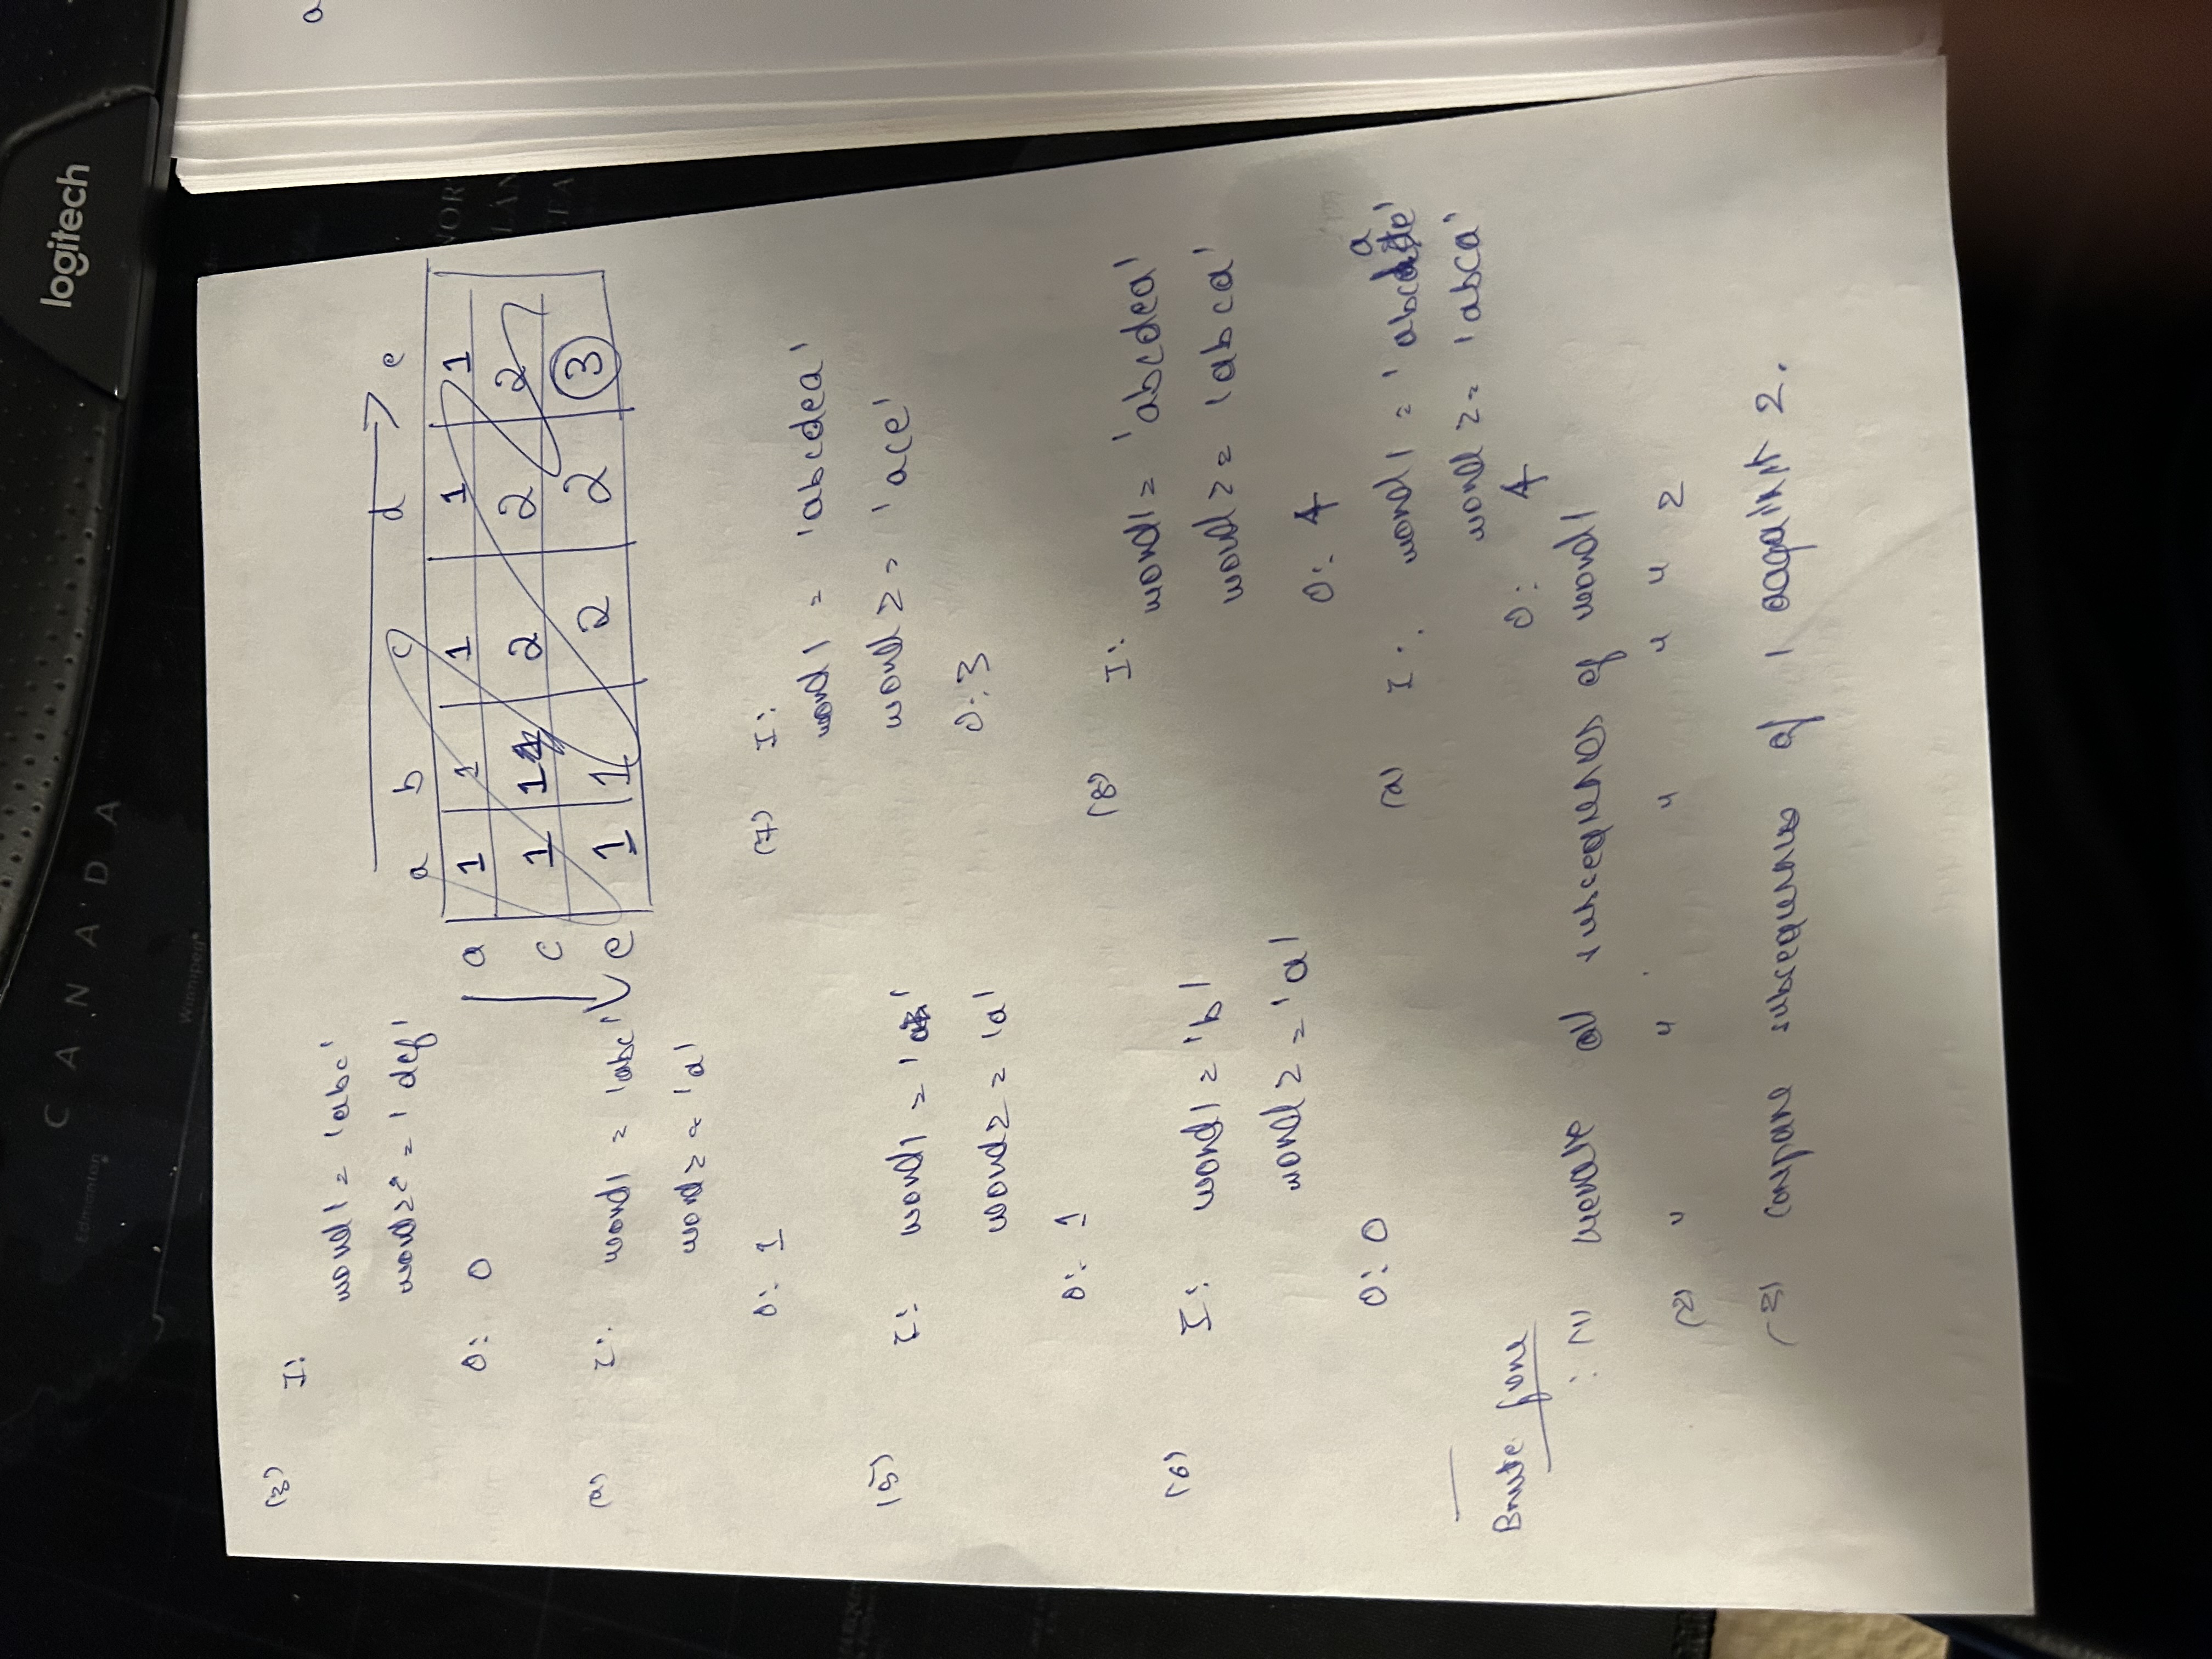 CANADA
Edmonton
Winnipeg
logitech
(3)
I:
word1 = 'abc'
word2 = 'def'
O: 0
a b c d e
a 1 1 1 1 1
c 1 1 2 2 2
e 1 1 2 2 3
(4) I: word1 = 'abc'
word2 = 'a'
O: 1
(5) I: word1 = 'a'
word2 = 'a'
O: 1
(6) I: word1 = 'b'
word2 = 'a'
O: 0
(7) I:
word1 = 'abcdea'
word2 = 'ace'
O: 3
(8) I:
word1 = 'abcdea'
word2 = 'abca'
O: 4
(9) I: word1 =
word2 = 'abca'
O: 4
Brute force
: (1) Generate all subsequences of word1
(2) " " " " " 2
(3) compare subsequences of 1 aagainst 2.
a